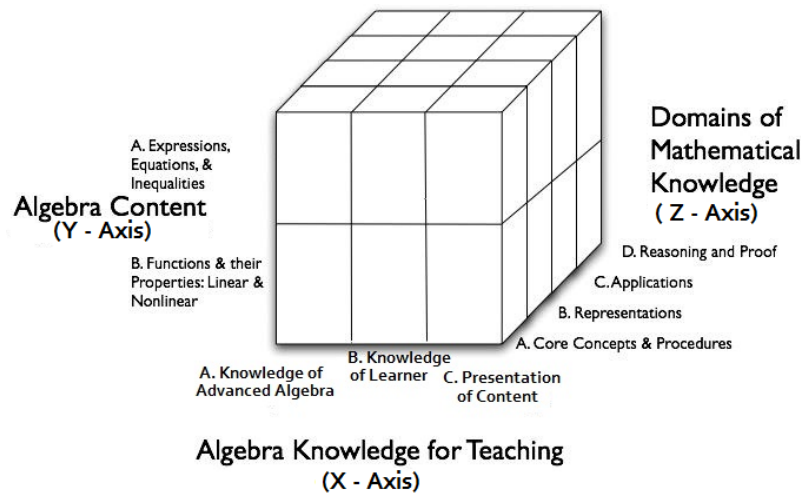 A. Expressions,
Equations, &
Inequalities
Algebra Content
(Y - Axis)
B. Functions & their
Properties: Linear &
Nonlinear
Domains of
Mathematical
Knowledge
( Z - Axis)
D. Reasoning and Proof
C. Applications
B. Representations
A. Core Concepts & Procedures
A. Knowledge of
Advanced Algebra
B. Knowledge
of Learner
C. Presentation
of Content
Algebra Knowledge for Teaching
(X - Axis)